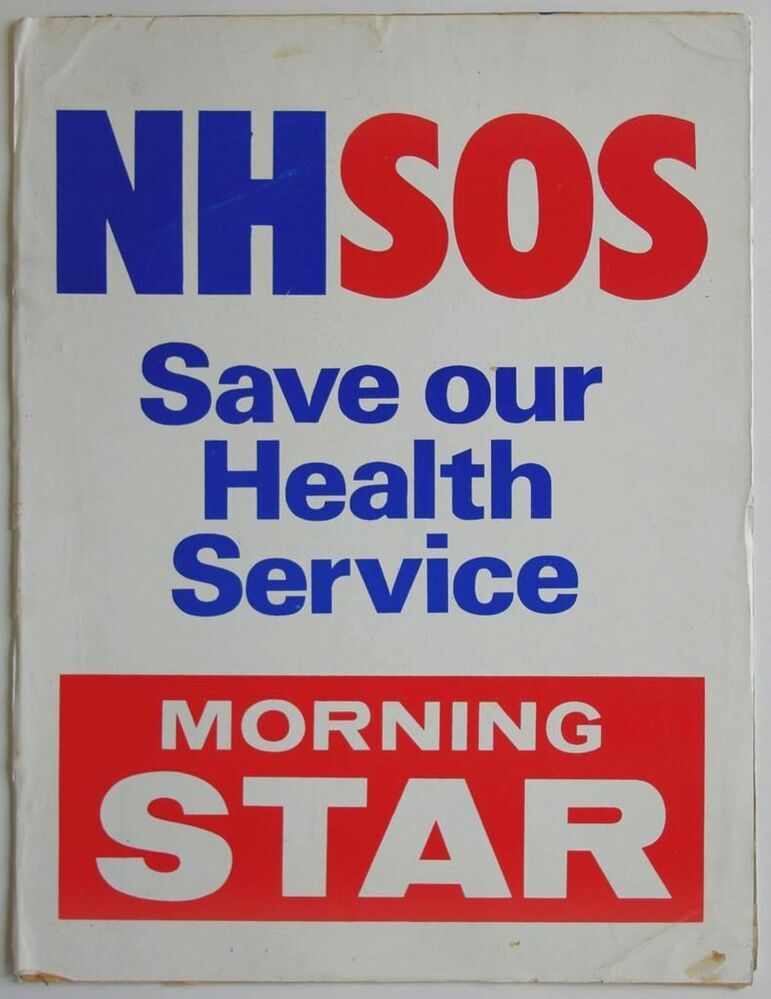 NHSOS
Save our
Health
Service
MORNING
STAR